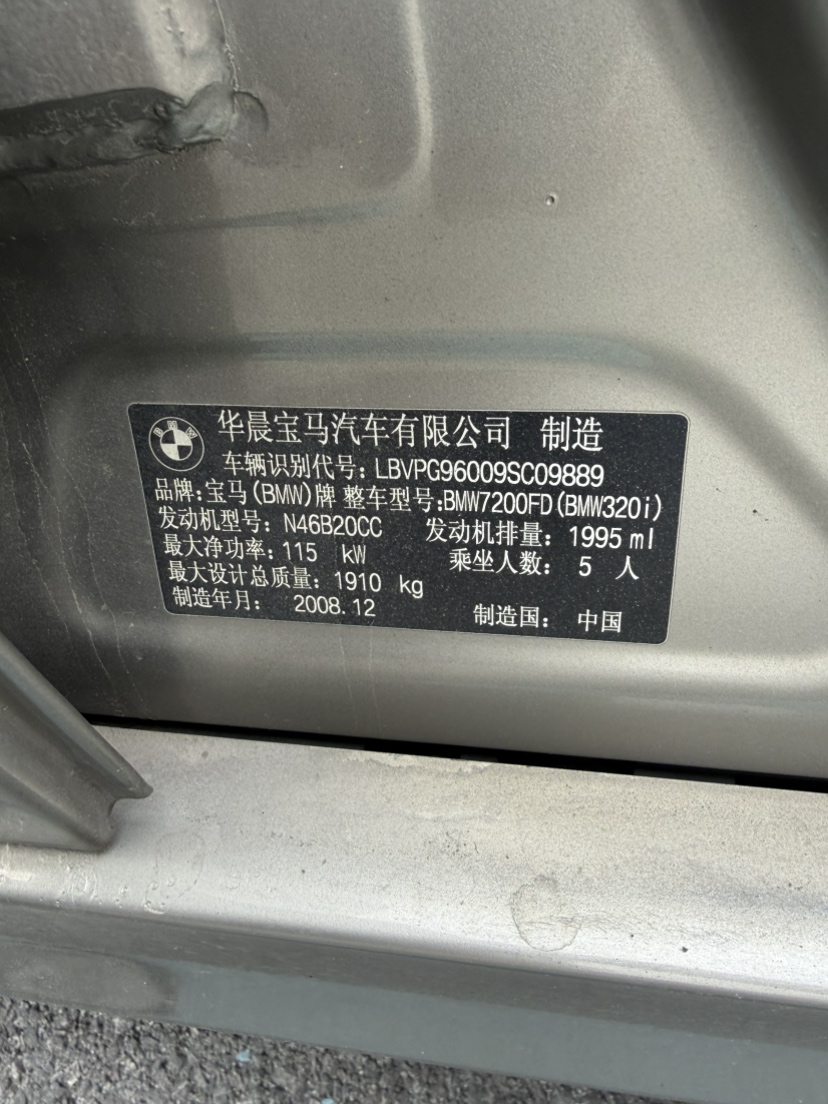 华晨宝马汽车有限公司 制造
车辆识别代号: LBVPG96009SC09889
品牌:宝马(BMW)牌 整车型号:BMW7200FD(BMW320i)
发动机型号: N46B20CC 发动机排量: 1995 ml
最大净功率: 115 kW 乘坐人数: 5 人
最大设计总质量: 1910 kg
制造年月: 2008.12 制造国: 中国